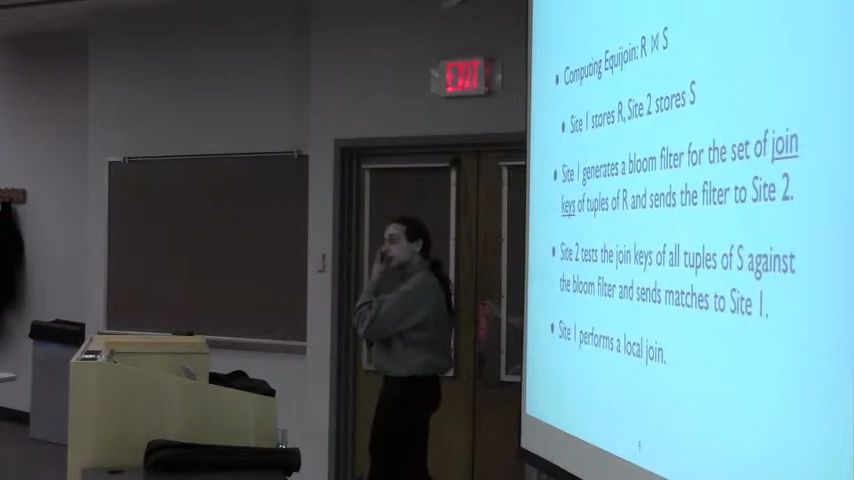 EXIT
• Computing Equijoin: R ⋈ S
• Site 1 stores R, Site 2 stores S
• Site 1 generates a bloom filter for the set of join
keys of tuples of R and sends the filter to Site 2.
• Site 2 tests the join keys of all tuples of S against
the bloom filter and sends matches to Site 1.
• Site 1 performs a local join.